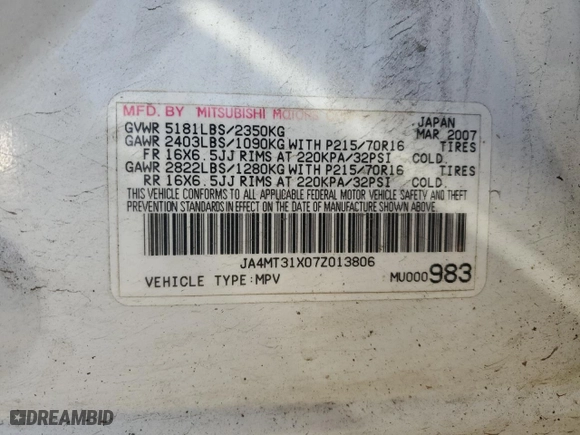 MFD. BY MITSUBISHI MOTORS
JAPAN
GVWR 5181LBS/2350KG MAR 2007
GAWR 2403LBS/1090KG WITH P215/70R16 TIRES
FR 16X6.5JJ RIMS AT 220KPA/32PSI COLD.
GAWR 2822LBS/1280KG WITH P215/70R16 TIRES
RR 16X6.5JJ RIMS AT 220KPA/32PSI COLD.
THIS VEHICLE CONFORMS TO ALL APPLICABLE FEDERAL MOTOR VEHICLE SAFETY AND THEFT
PREVENTION STANDARDS IN EFFECT ON THE DATE OF MANUFACTURE SHOWN ABOVE.
JA4MT31X07Z013806
VEHICLE TYPE:MPV MU000983
DREAMBID